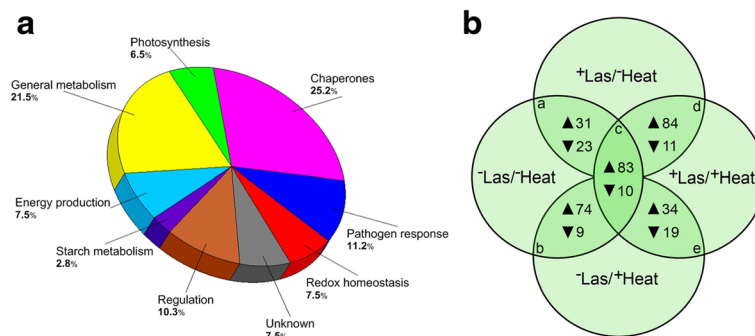 a
Photosynthesis
6.5%
General metabolism
21.5%
Chaperones
25.2%
Energy production
7.5%
Pathogen response
11.2%
Starch metabolism
2.8%
Redox homeostasis
7.5%
Regulation
10.3%
Unknown
7.5%
b
+Las/-Heat
a
d
c
▲31
▼23
▲84
▼11
-Las/-Heat
▲83
▼10
+Las/+Heat
▲74
▼9
▲34
▼19
b
e
-Las/+Heat